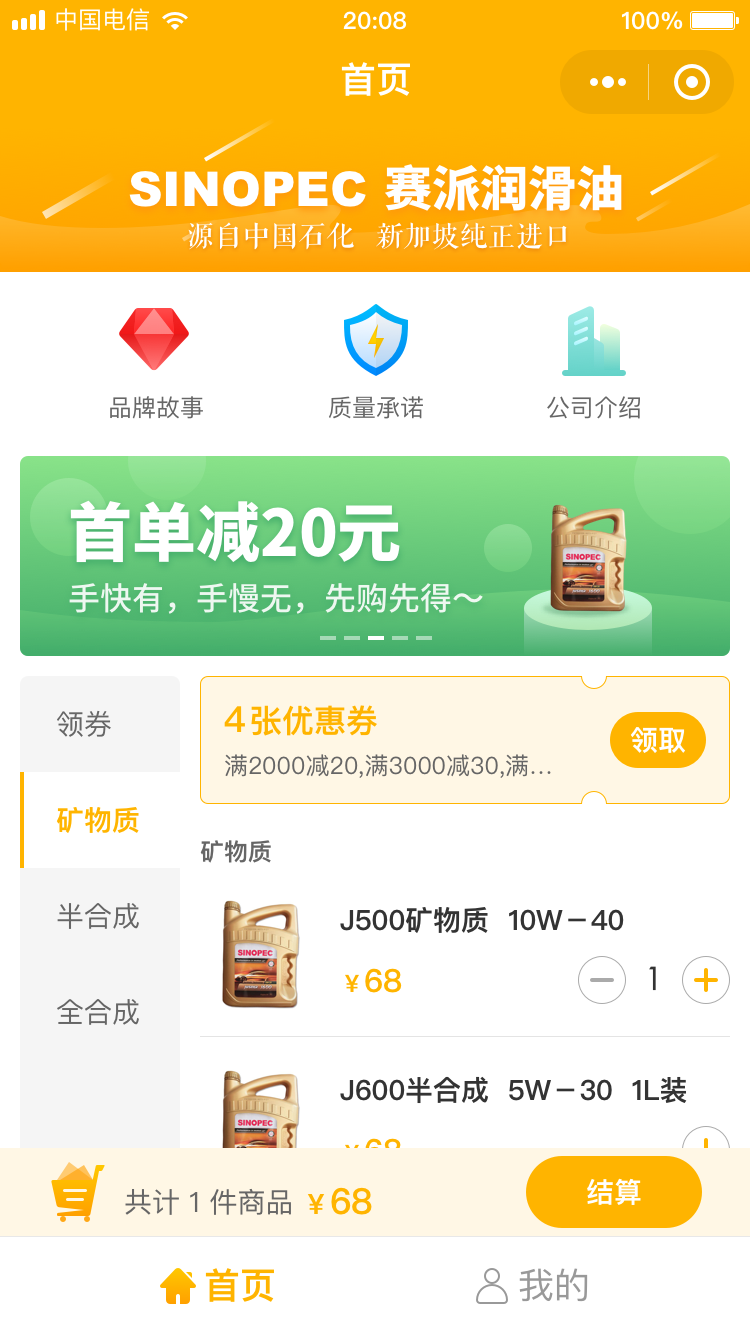 中国电信 20:08 100%
首页
SINOPEC 赛派润滑油
源自中国石化 新加坡纯正进口
品牌故事 质量承诺 公司介绍
首单减20元
手快有，手慢无，先购先得～
SINOPEC
领券
矿物质
半合成
全合成
4张优惠券
满2000减20,满3000减30,满...
领取
矿物质
SINOPEC
J500矿物质 10W－40
¥68
1
SINOPEC
J600半合成 5W－30 1L装
¥68
共计 1 件商品 ¥68
结算
首页 我的